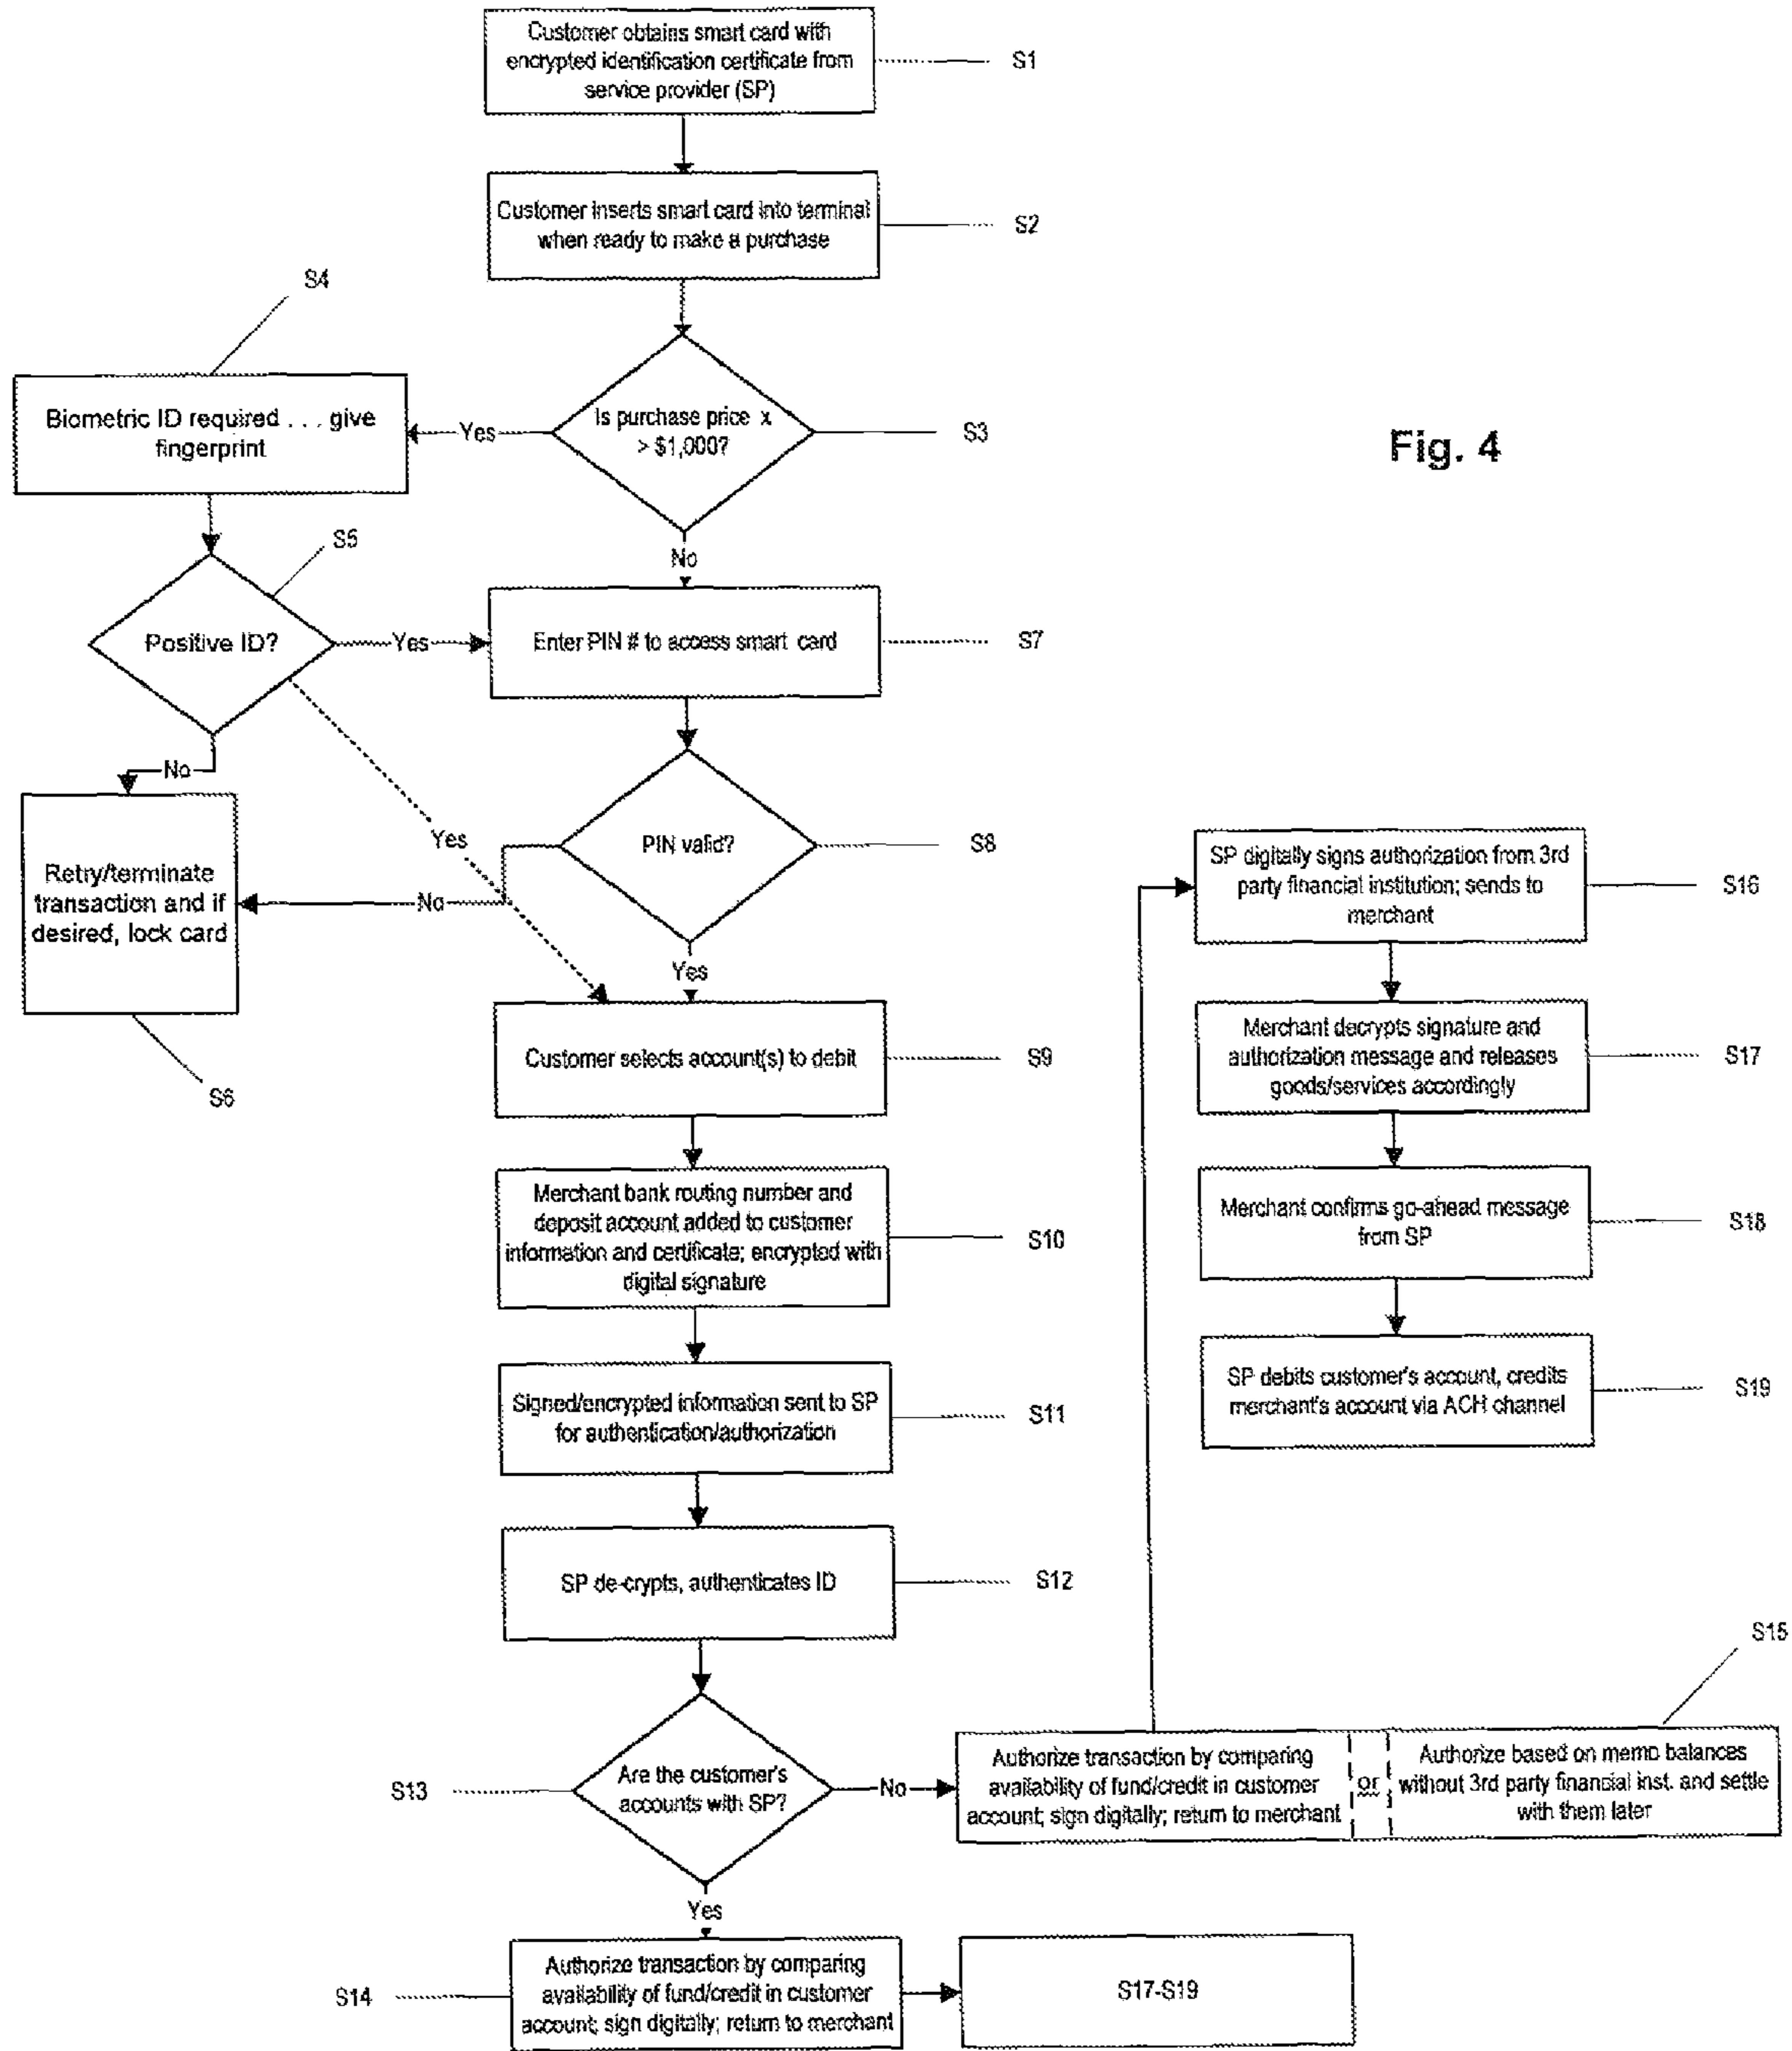 Customer obtains smart card with
encrypted identification certificate from
service provider (SP)
S1
Customer inserts smart card into terminal
when ready to make a purchase
S2
S4
Biometric ID required . . . give
fingerprint
Yes
Is purchase price x
> $1,000?
S3
Fig. 4
No
S5
Positive ID?
Yes
Enter PIN # to access smart card
S7
No
Yes
PIN valid?
S8
Retry/terminate
transaction and if
desired, lock card
No
Yes
S6
SP digitally signs authorization from 3rd
party financial institution; sends to
merchant
S16
Customer selects account(s) to debit
S9
Merchant decrypts signature and
authorization message and releases
goods/services accordingly
S17
Merchant bank routing number and
deposit account added to customer
information and certificate; encrypted with
digital signature
S10
Merchant confirms go-ahead message
from SP
S18
Signed/encrypted information sent to SP
for authentication/authorization
S11
SP debits customer's account, credits
merchant's account via ACH channel
S19
SP de-crypts, authenticates ID
S12
S15
S13
Are the customer's
accounts with SP?
No
Authorize transaction by comparing
availability of fund/credit in customer
account; sign digitally; return to merchant
or
Authorize based on memo balances
without 3rd party financial inst. and settle
with them later
Yes
S14
Authorize transaction by comparing
availability of fund/credit in customer
account; sign digitally; return to merchant
S17-S19